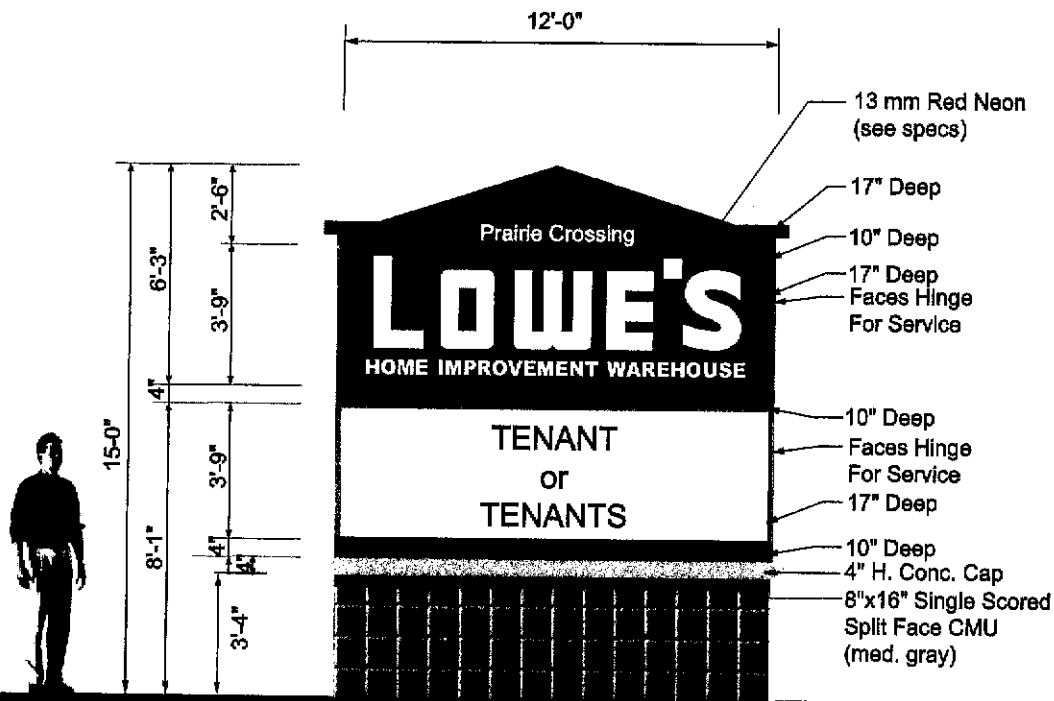 12'-0"
13 mm Red Neon
(see specs)
17" Deep
10" Deep
17" Deep
Faces Hinge
For Service
2'-6"
6'-3"
3'-9"
4"
15-0"
3'-9"
8'-1"
4"
4"
3'-4"
Prairie Crossing
LOWE'S
HOME IMPROVEMENT WAREHOUSE
TENANT
or
TENANTS
10" Deep
Faces Hinge
For Service
17" Deep
10" Deep
4" H. Conc. Cap
8"x16" Single Scored
Split Face CMU
(med. gray)